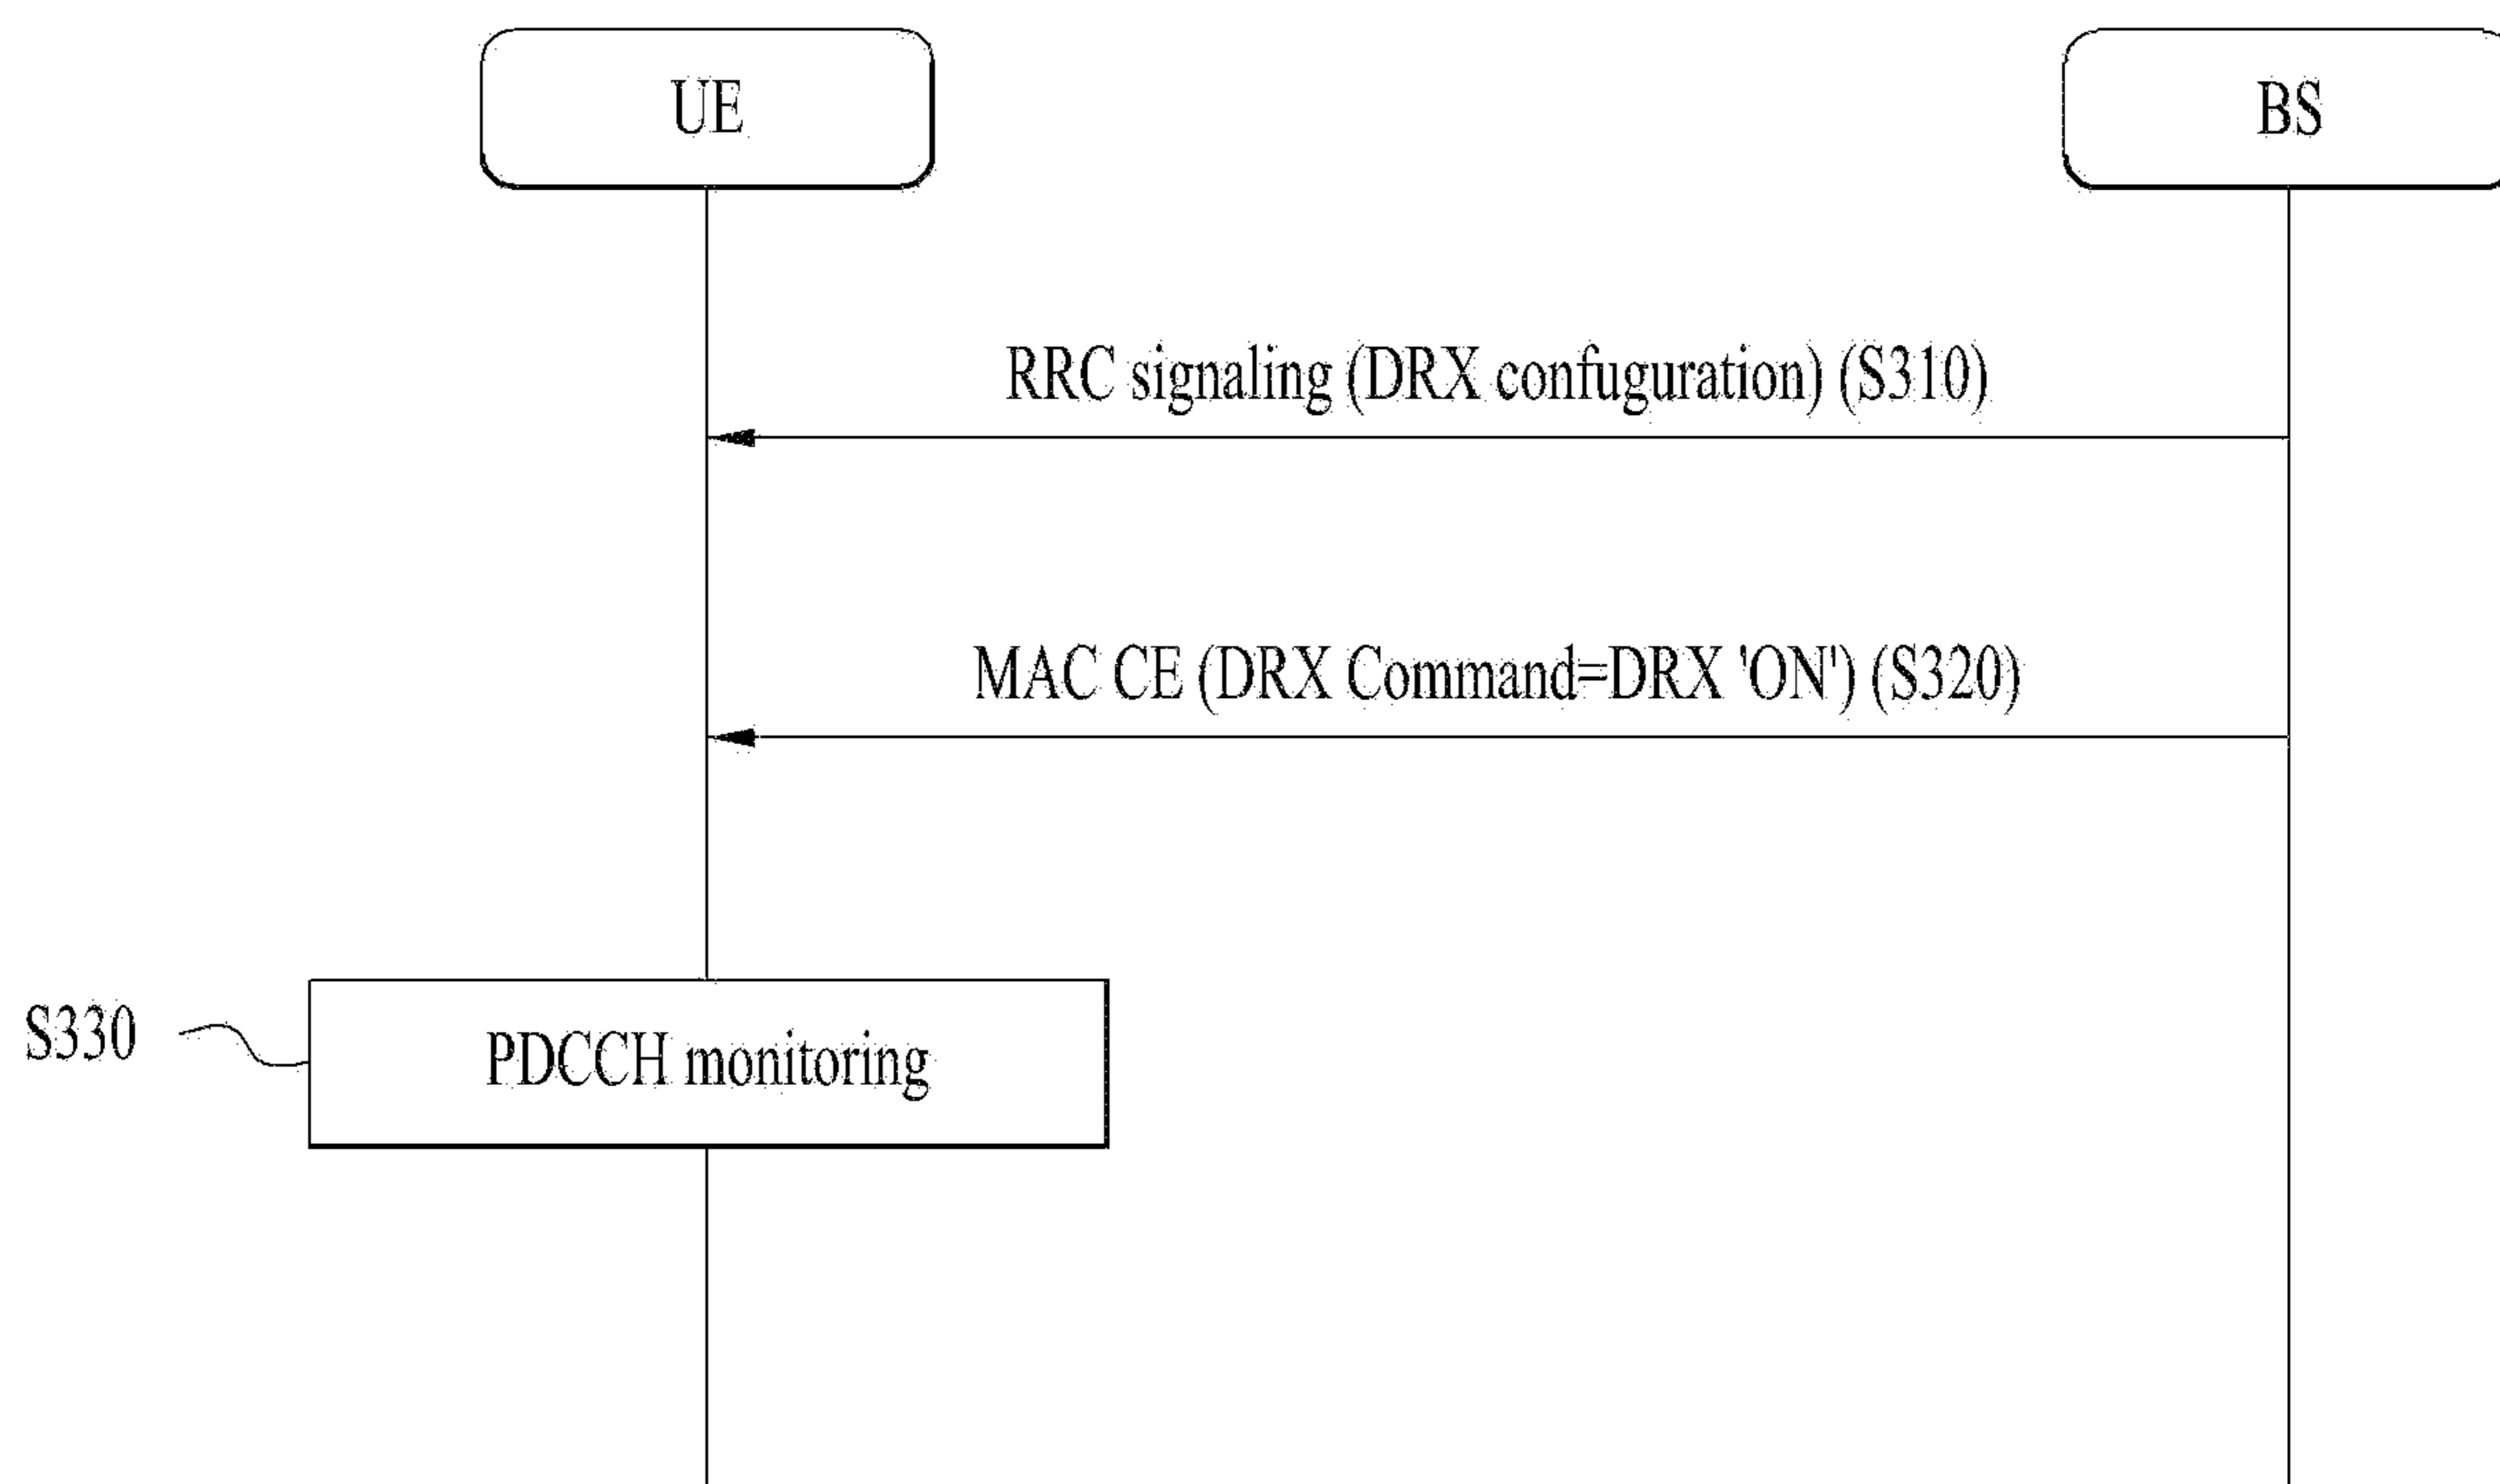 UE
BS
RRC signaling (DRX confuguration) (S310)
MAC CE (DRX Command=DRX 'ON') (S320)
S330
PDCCH monitoring